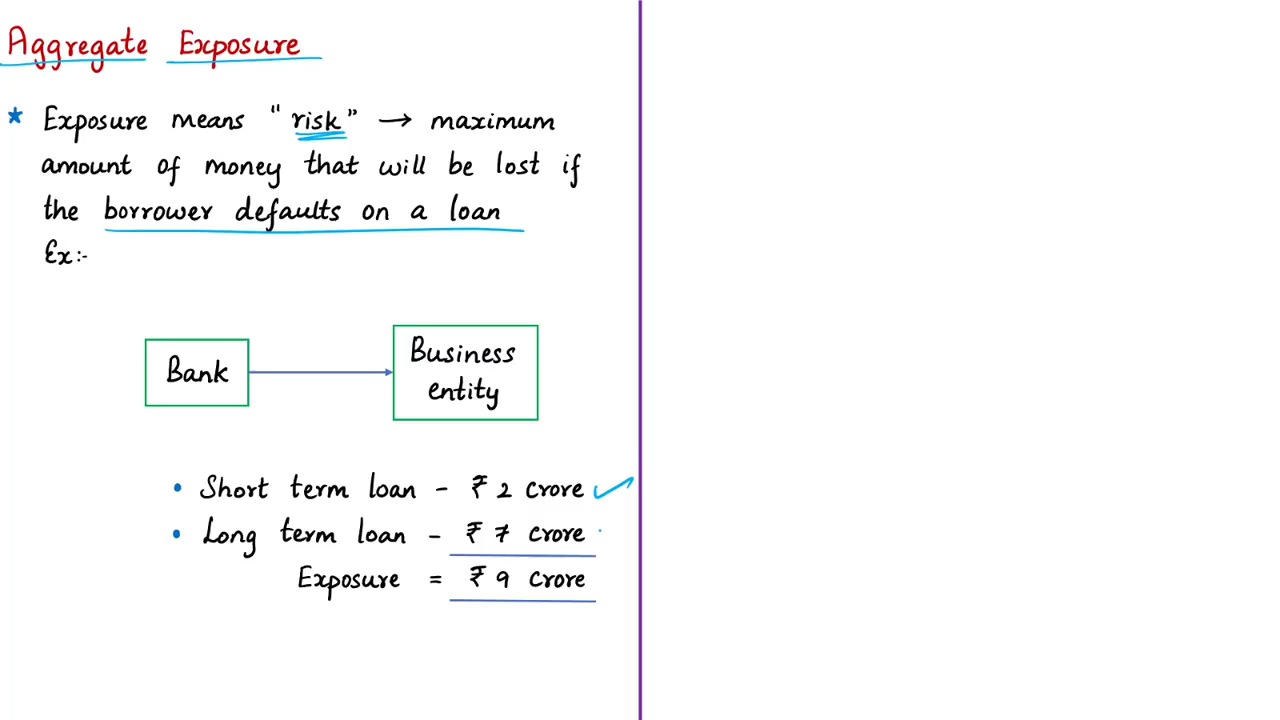 Aggregate Exposure
* Exposure means "risk" → maximum
amount of money that will be lost if
the borrower defaults on a loan
Ex:-
Bank
Business
entity
• Short term loan - ₹ 2 crore ✓
• Long term loan - ₹ 7 crore
Exposure = ₹ 9 crore